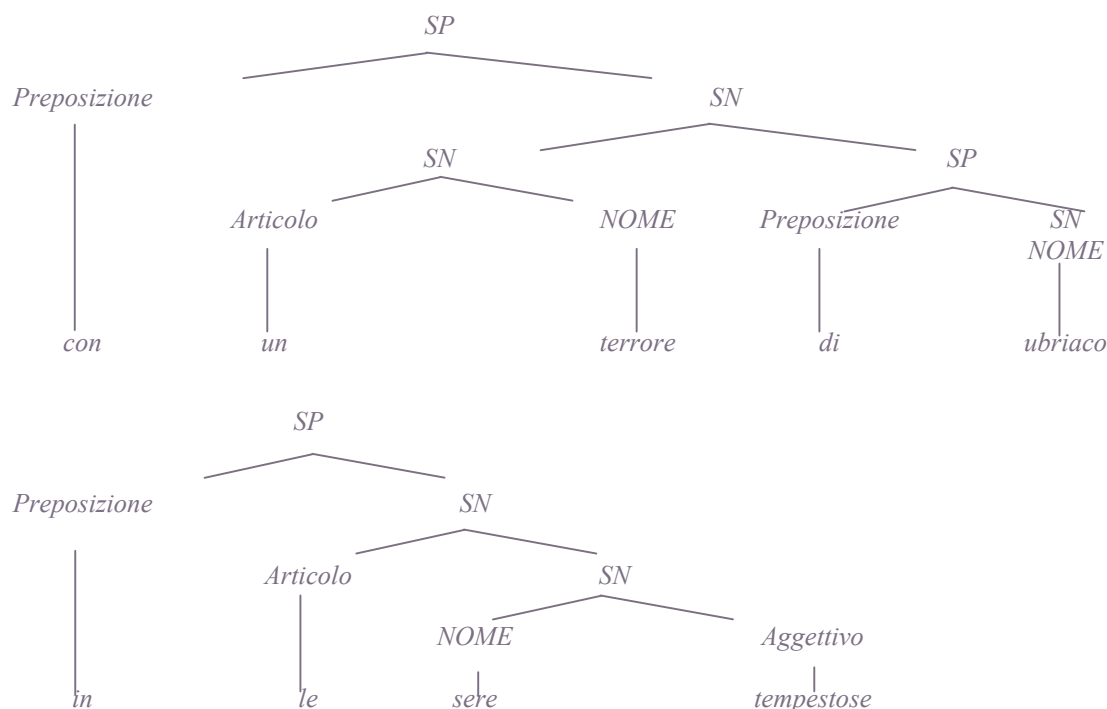 SP
Preposizione SN
SN SP
Articolo NOME Preposizione SN
NOME
con un terrore di ubriaco
SP
Preposizione SN
Articolo SN
NOME Aggettivo
in le sere tempestose